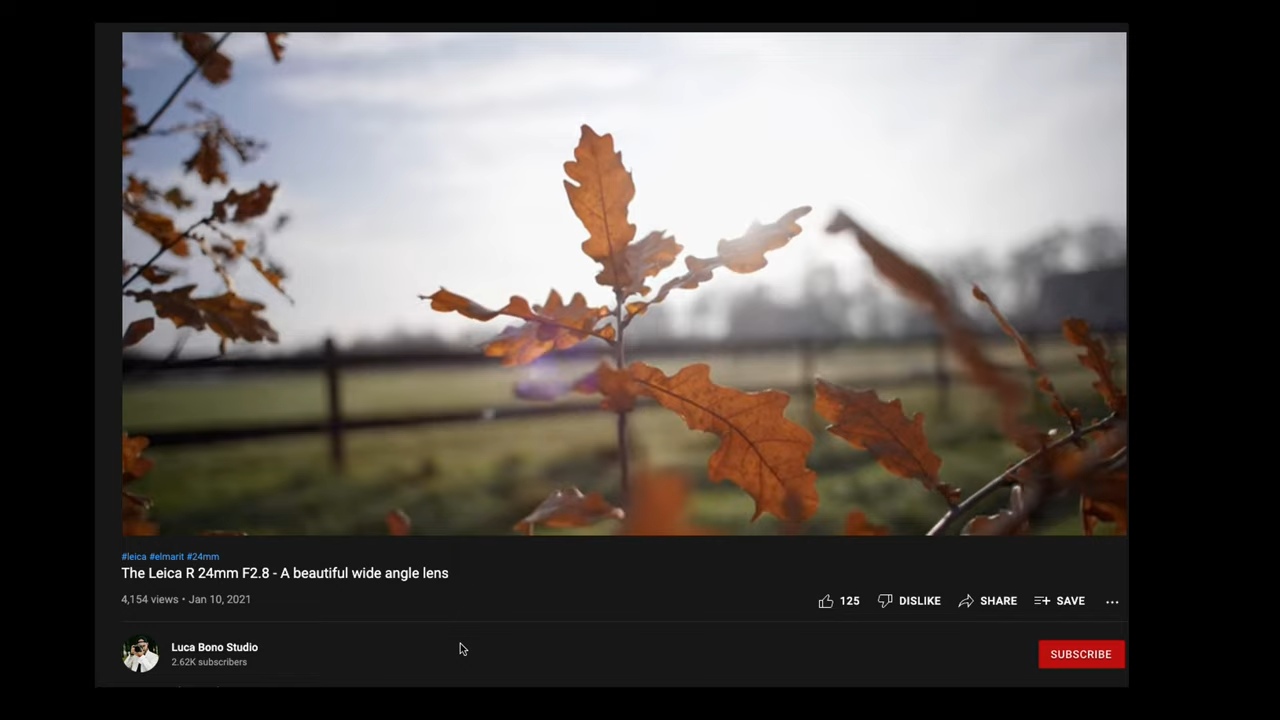 #leica #elmarit #24mm
The Leica R 24mm F2.8 - A beautiful wide angle lens
4,154 views • Jan 10, 2021
125 DISLIKE SHARE SAVE ...
Luca Bono Studio
2.62K subscribers
SUBSCRIBE